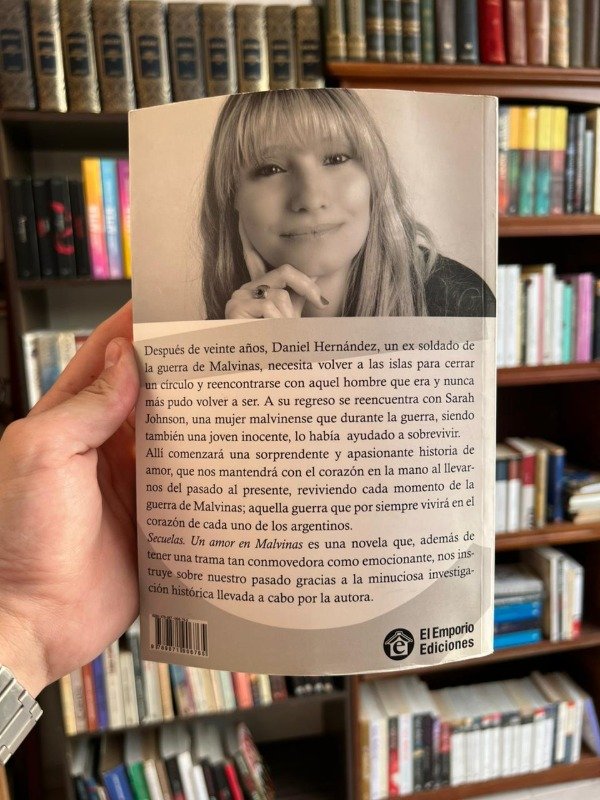 Después de veinte años, Daniel Hernández, un ex soldado de
la guerra de Malvinas, necesita volver a las islas para cerrar
un círculo y reencontrarse con aquel hombre que era y nunca
más pudo volver a ser. A su regreso se reencuentra con Sarah
Johnson, una mujer malvinense que durante la guerra, siendo
también una joven inocente, lo había ayudado a sobrevivir.
Allí comenzará una sorprendente y apasionante historia de
amor, que nos mantendrá con el corazón en la mano al llevar-
nos del pasado al presente, reviviendo cada momento de la
guerra de Malvinas; aquella guerra que por siempre vivirá en el
corazón de cada uno de los argentinos.
Secuelas. Un amor en Malvinas es una novela que, además de
tener una trama tan conmovedora como emocionante, nos ins-
truye sobre nuestro pasado gracias a la minuciosa investiga-
ción histórica llevada a cabo por la autora.
El Emporio
Ediciones